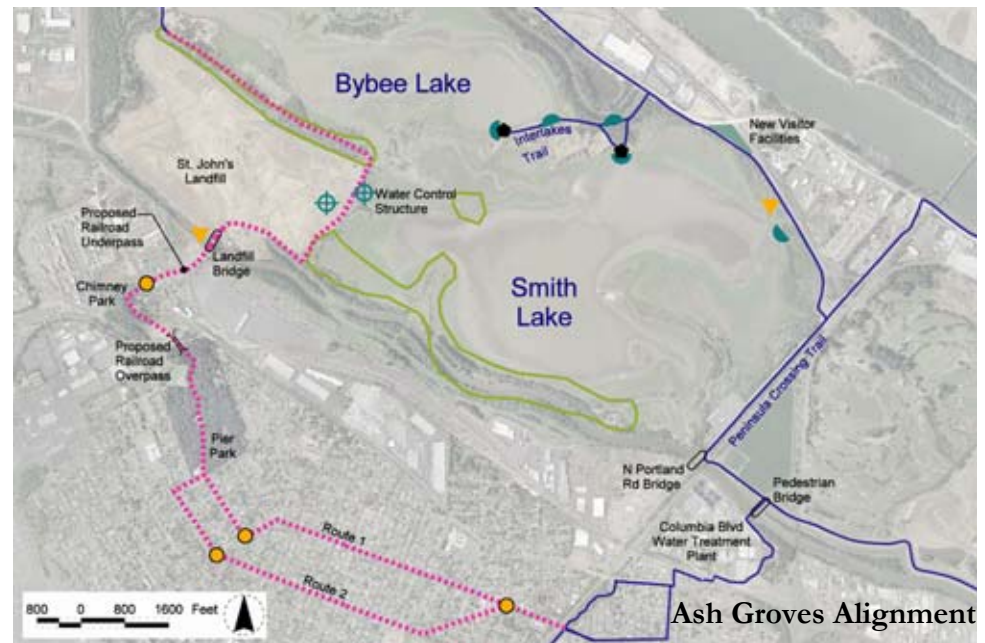 Bybee Lake
New Visitor
Facilities
Interlakes
Trail
St. John's
Landfill
Water Control
Structure
Proposed
Railroad
Underpass
Landfill
Bridge
Chimney
Park
Smith
Lake
Proposed
Railroad
Overpass
Peninsula Crossing Trail
Pier
Park
N Portland
Rd Bridge
Pedestrian
Bridge
Columbia Blvd
Water Treatment
Plant
Route 1
Route 2
800 0 800 1600 Feet
Ash Groves Alignment